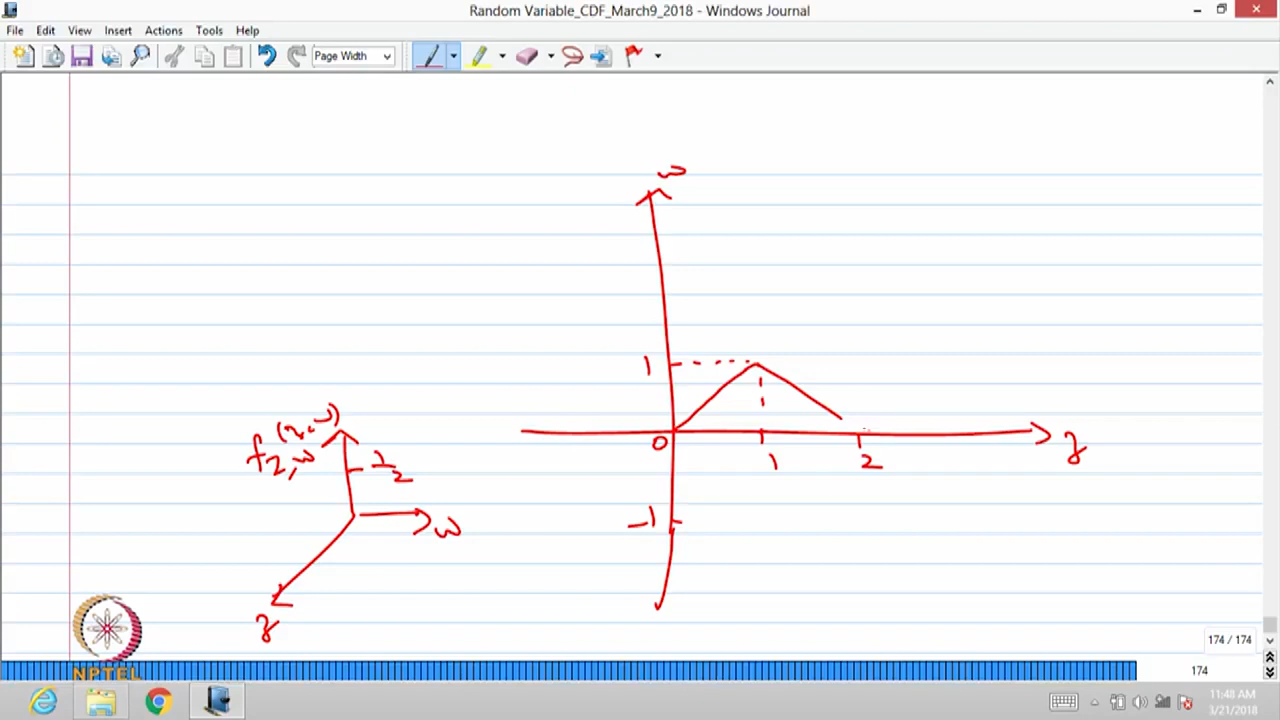 Random Variable_CDF_March9_2018 - Windows Journal
File Edit View Insert Actions Tools Help
Page Width
w
1
0
1
2
z
-1
f_{z,w}(z,w)
1/2
w
z
NPTEL
174 / 174
174
11:48 AM
3/21/2018